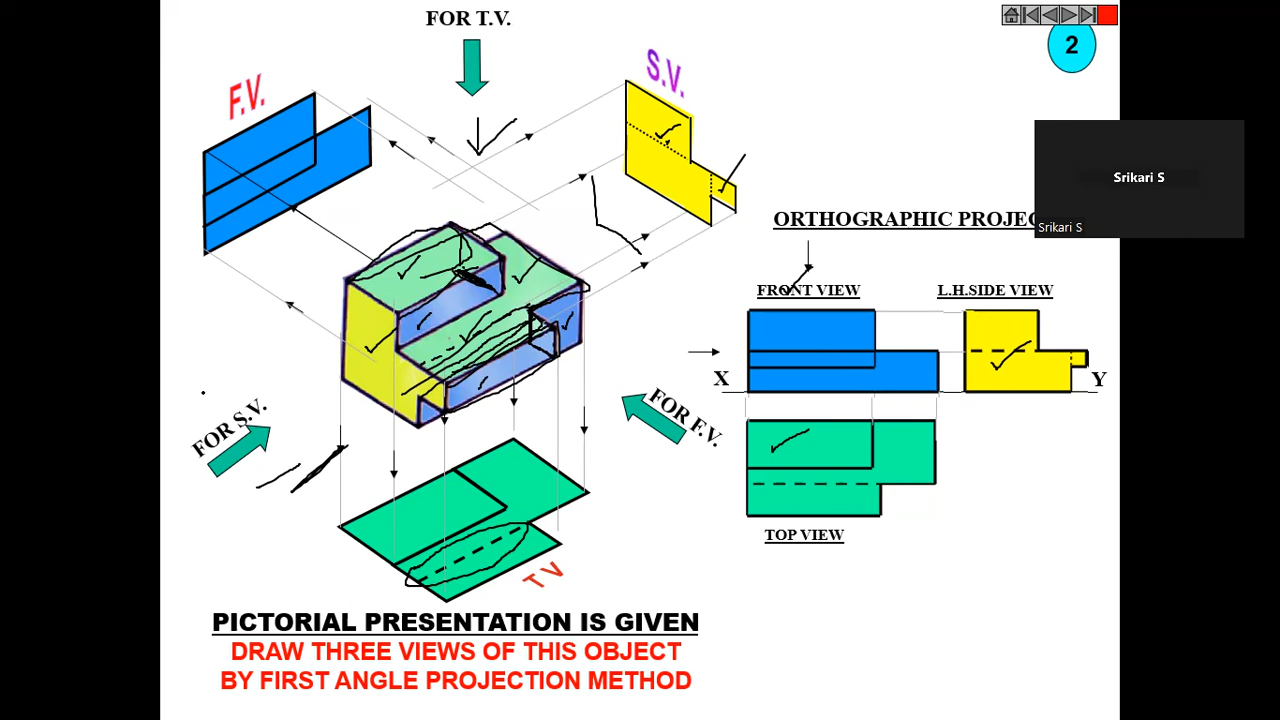 FOR T.V.
2
F.V.
S.V.
Srikari S
Srikari S
ORTHOGRAPHIC PROJEC
FRONT VIEW
L.H.SIDE VIEW
X
Y
FOR S.V.
FOR F.V.
TOP VIEW
T V
PICTORIAL PRESENTATION IS GIVEN
DRAW THREE VIEWS OF THIS OBJECT
BY FIRST ANGLE PROJECTION METHOD